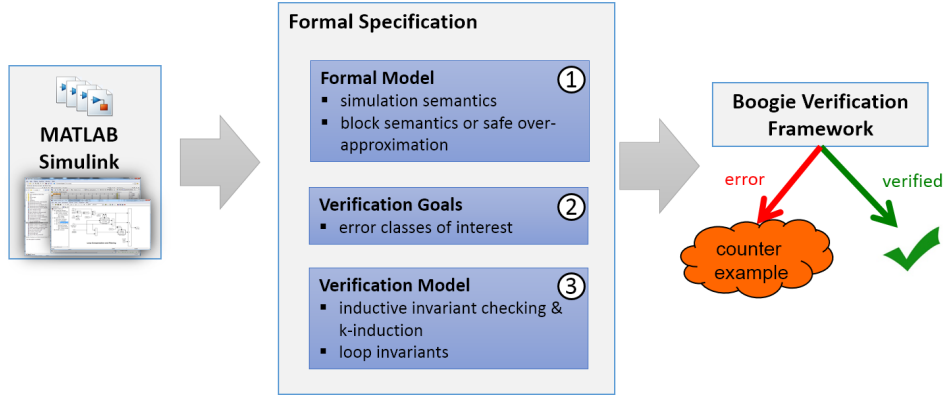 MATLAB
Simulink
Formal Specification
Formal Model
1
▪ simulation semantics
▪ block semantics or safe over-
approximation
Verification Goals
2
▪ error classes of interest
Verification Model
3
▪ inductive invariant checking &
k-induction
▪ loop invariants
Boogie Verification
Framework
error
verified
counter
example